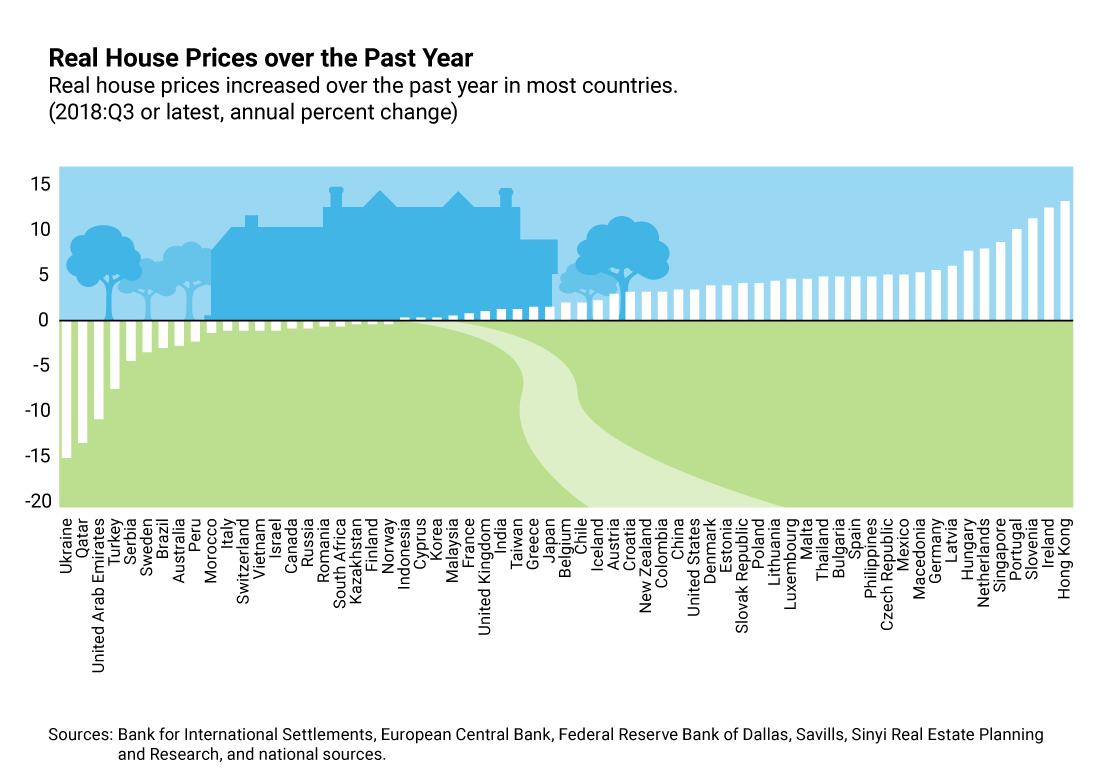 Real House Prices over the Past Year
Real house prices increased over the past year in most countries.
(2018:Q3 or latest, annual percent change)
15
10
5
0
-5
-10
-15
-20
Ukraine
Qatar
United Arab Emirates
Turkey
Serbia
Sweden
Brazil
Australia
Peru
Morocco
Italy
Switzerland
Vietnam
Israel
Canada
Russia
Romania
South Africa
Kazakhstan
Finland
Norway
Indonesia
Cyprus
Korea
Malaysia
France
United Kingdom
India
Taiwan
Greece
Japan
Belgium
Chile
Iceland
Austria
Croatia
New Zealand
Colombia
China
United States
Denmark
Estonia
Slovak Republic
Poland
Lithuania
Luxembourg
Malta
Thailand
Bulgaria
Spain
Philippines
Czech Republic
Mexico
Macedonia
Germany
Latvia
Hungary
Netherlands
Singapore
Portugal
Slovenia
Ireland
Hong Kong
Sources: Bank for International Settlements, European Central Bank, Federal Reserve Bank of Dallas, Savills, Sinyi Real Estate Planning
and Research, and national sources.